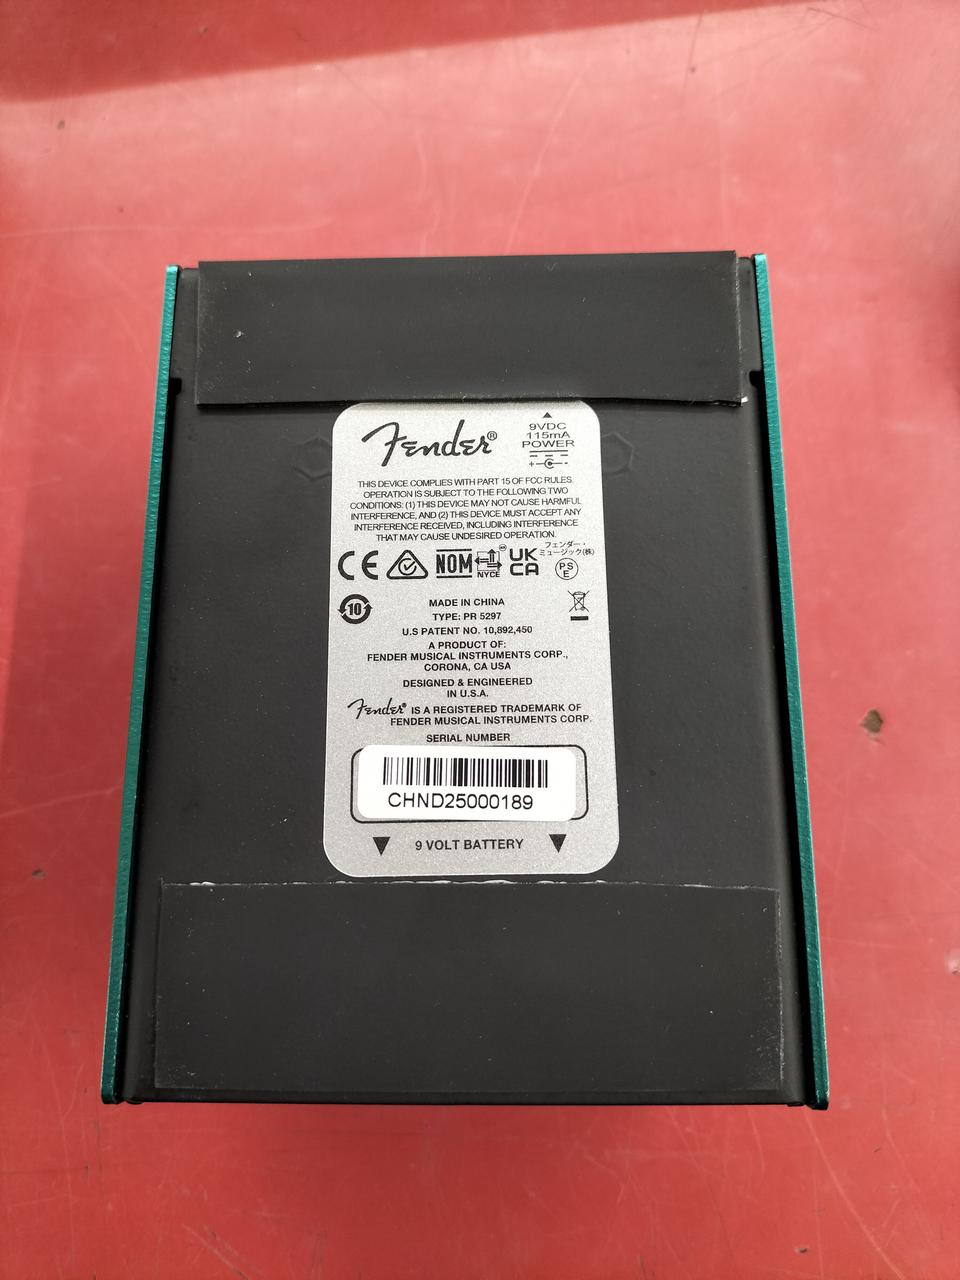 Fender®
9VDC
115mA
POWER
+ -
THIS DEVICE COMPLIES WITH PART 15 OF FCC RULES.
OPERATION IS SUBJECT TO THE FOLLOWING TWO
CONDITIONS: (1) THIS DEVICE MAY NOT CAUSE HARMFUL
INTERFERENCE, AND (2) THIS DEVICE MUST ACCEPT ANY
INTERFERENCE RECEIVED, INCLUDING INTERFERENCE
THAT MAY CAUSE UNDESIRED OPERATION.
CE NOM NYCE UK CA
フェンダー・
ミュージック(株)
PS E
10
MADE IN CHINA
TYPE: PR 5297
U.S PATENT NO. 10,892,450
A PRODUCT OF:
FENDER MUSICAL INSTRUMENTS CORP.,
CORONA, CA USA
DESIGNED & ENGINEERED
IN U.S.A.
Fender® IS A REGISTERED TRADEMARK OF
FENDER MUSICAL INSTRUMENTS CORP.
SERIAL NUMBER
CHND25000189
9 VOLT BATTERY